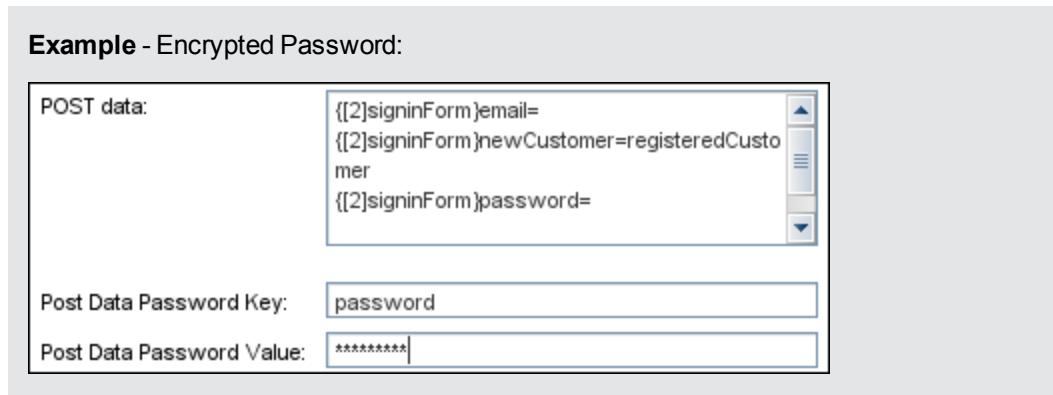 Example - Encrypted Password:
POST data:
{[2]signinForm}email=
{[2]signinForm}newCustomer=registeredCusto
mer
{[2]signinForm}password=
Post Data Password Key: password
Post Data Password Value: *********